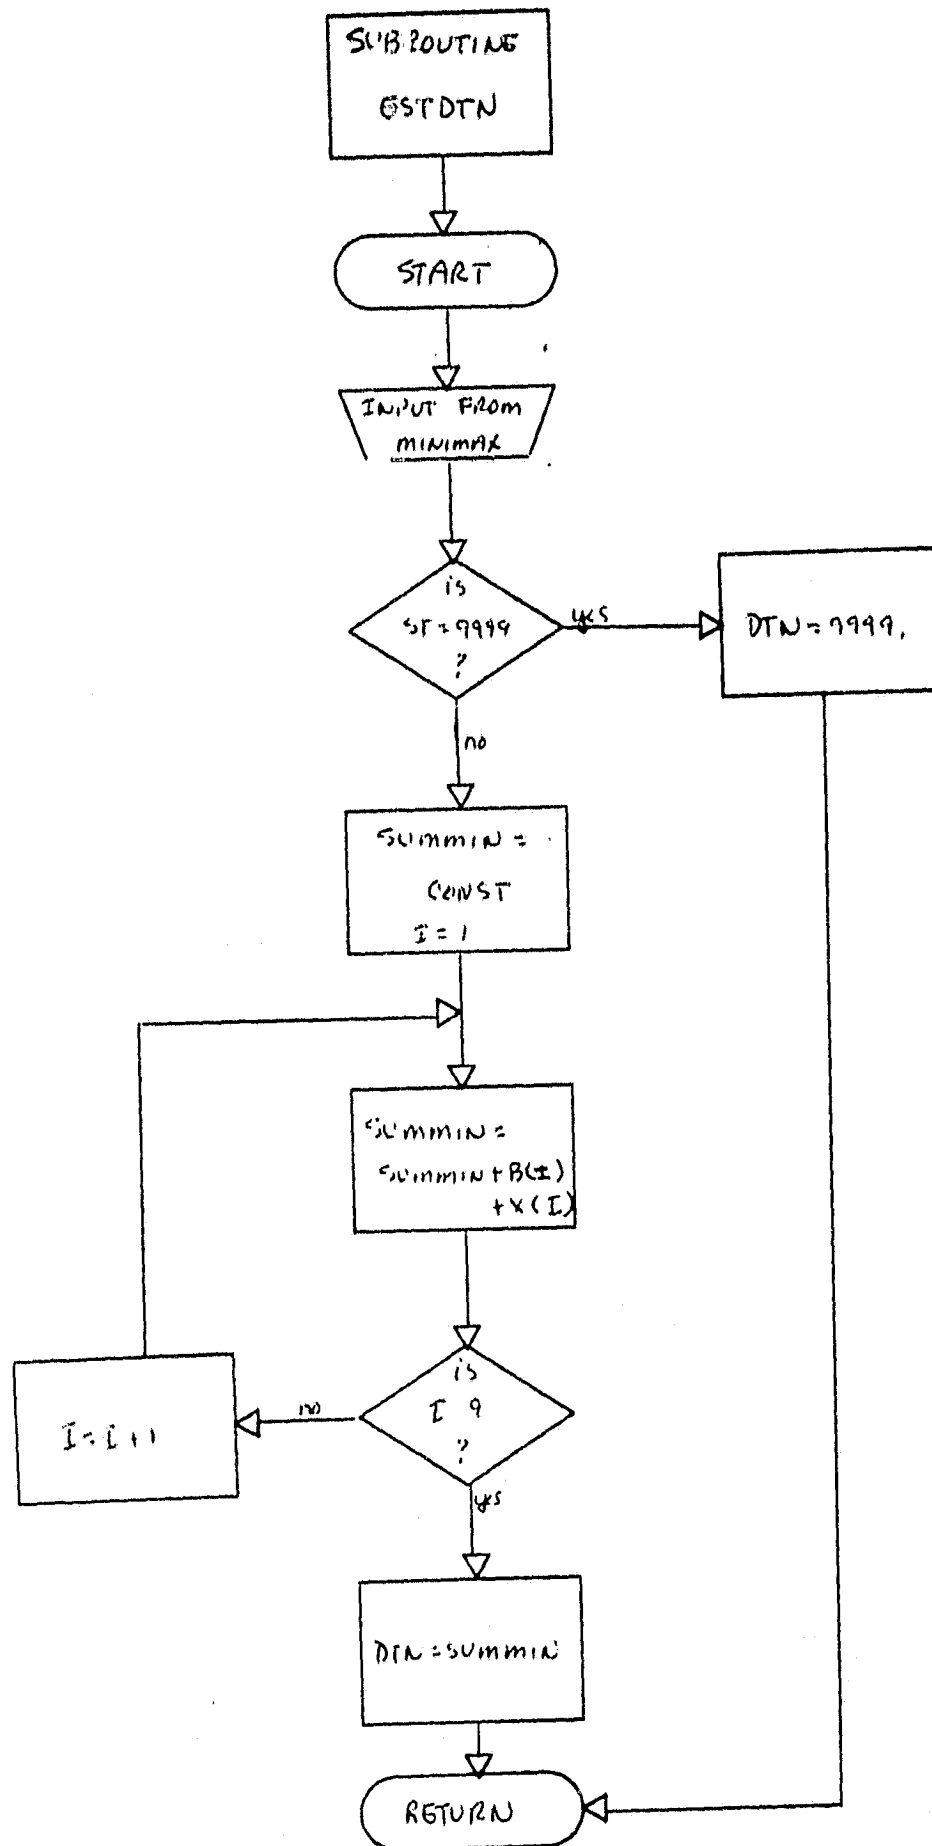 SUBROUTINE
ESTDTN
START
INPUT FROM
MINIMAX
is
ST = 9999
?
yes
DTN = 9999.
no
SUMMIN =
CONST
I = 1
SUMMIN =
SUMMIN + B(I)
+ X(I)
is
I 9
?
no
I = I + 1
yes
DTN = SUMMIN
RETURN